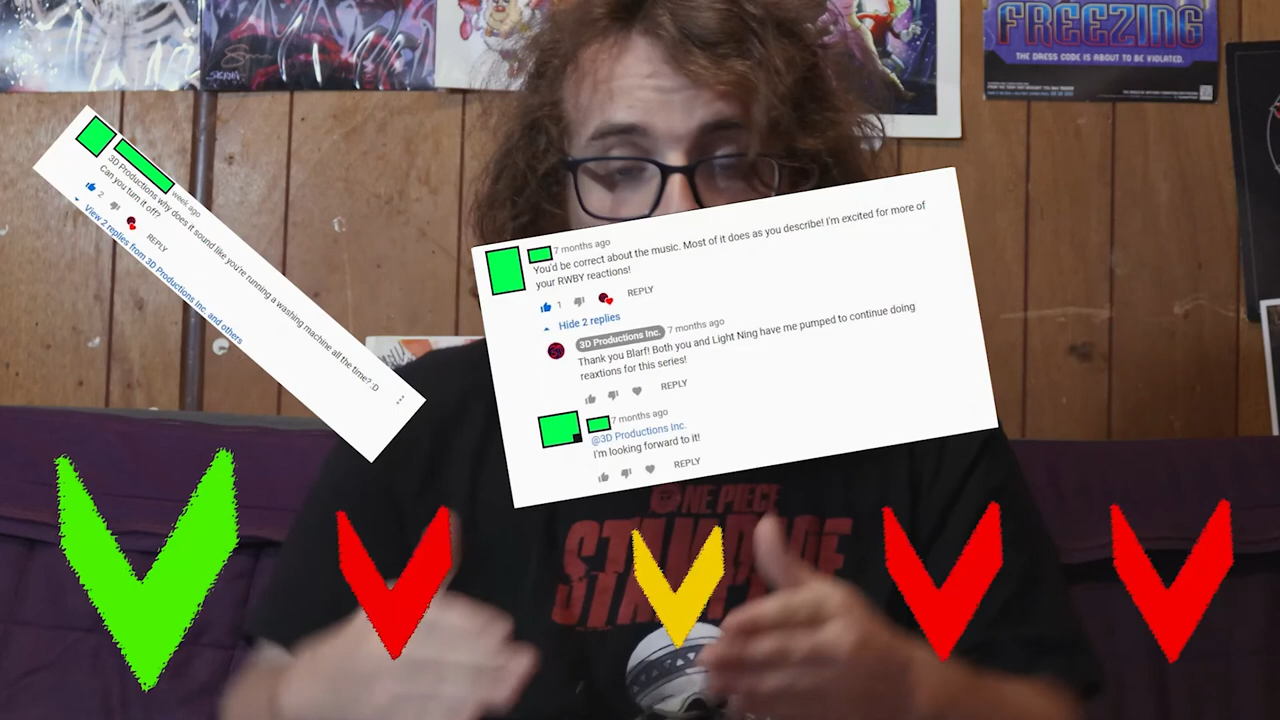 FREEZING
THE DRESS CODE IS ABOUT TO BE VIOLATED.
week ago
3D Productions why does it sound like you're running a washing machine all the time? :D
Can you turn it off?
2
REPLY
View 2 replies from 3D Productions Inc. and others
7 months ago
You'd be correct about the music. Most of it does as you describe! I'm excited for more of
your RWBY reactions!
1
REPLY
Hide 2 replies
3D Productions Inc. 7 months ago
Thank you Blarf! Both you and Light Ning have me pumped to continue doing
reaxtions for this series!
REPLY
7 months ago
@3D Productions Inc.
I'm looking forward to it!
REPLY
ONE PIECE
STAMPEDE